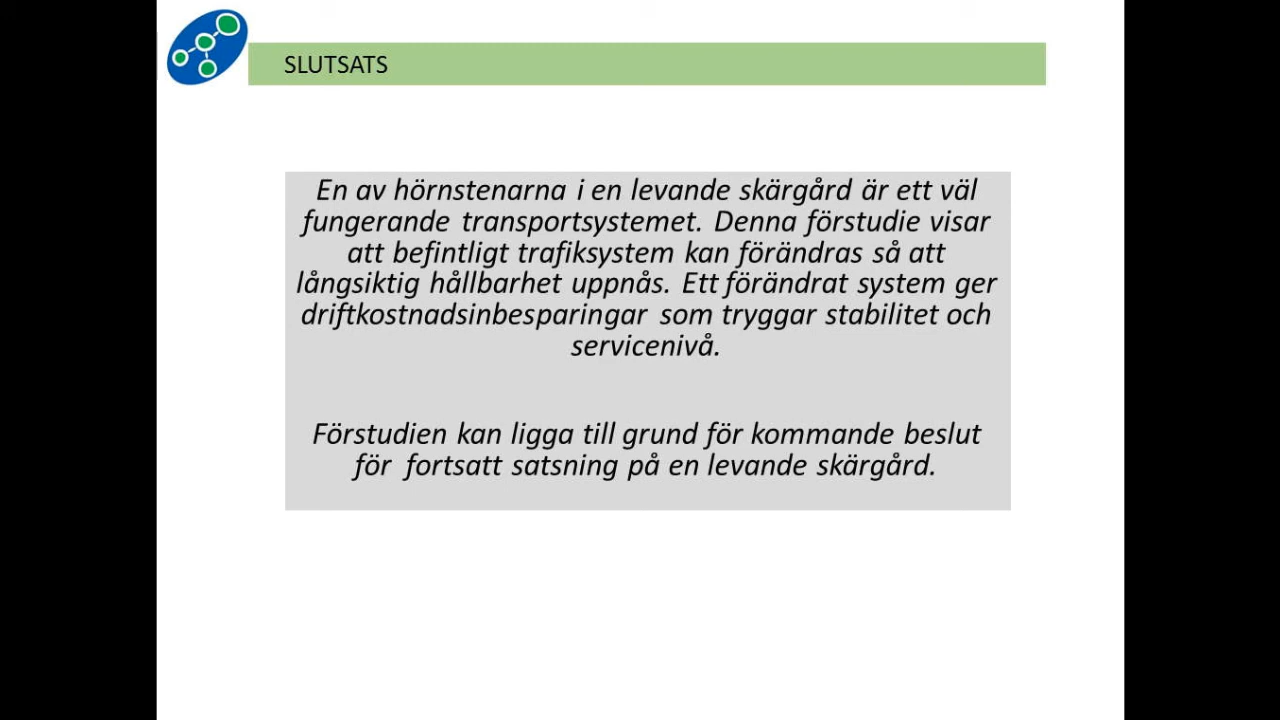 SLUTSATS
En av hörnstenarna i en levande skärgård är ett väl
fungerande transportsystemet. Denna förstudie visar
att befintligt trafiksystem kan förändras så att
långsiktig hållbarhet uppnås. Ett förändrat system ger
driftkostnadsinbesparingar som tryggar stabilitet och
servicenivå.
Förstudien kan ligga till grund för kommande beslut
för fortsatt satsning på en levande skärgård.